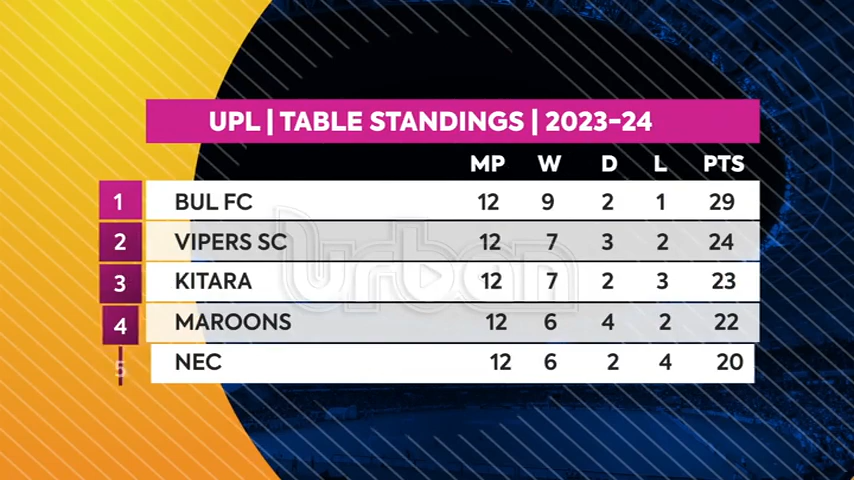 UPL | TABLE STANDINGS | 2023-24
MP W D L PTS
1 BUL FC 12 9 2 1 29
2 VIPERS SC 12 7 3 2 24
3 KITARA 12 7 2 3 23
4 MAROONS 12 6 4 2 22
5 NEC 12 6 2 4 20
urban